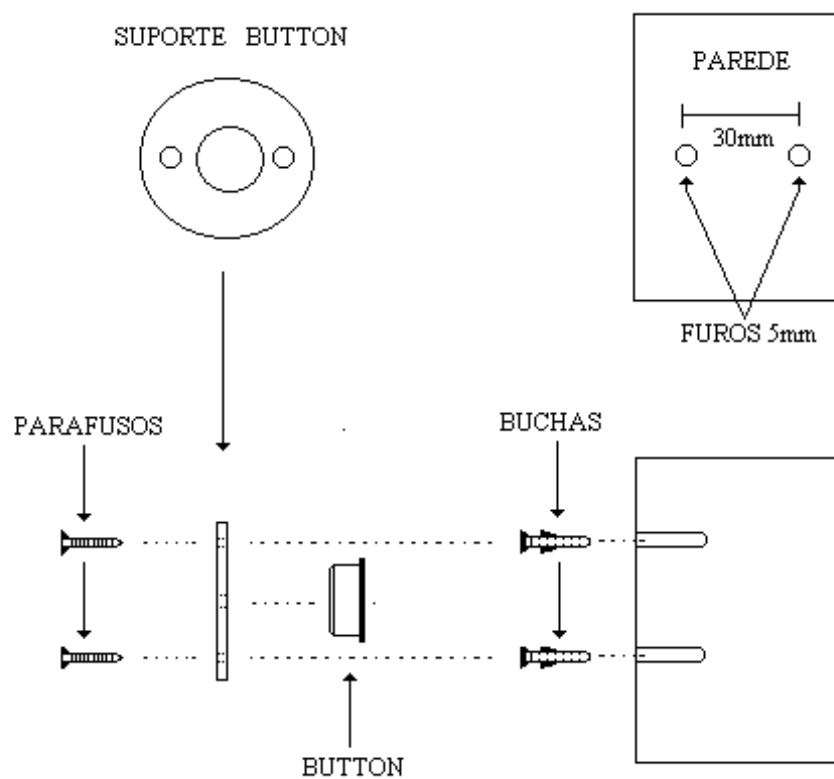 SUPORTE BUTTON
PAREDE
30mm
FUROS 5mm
PARAFUSOS
BUCHAS
BUTTON